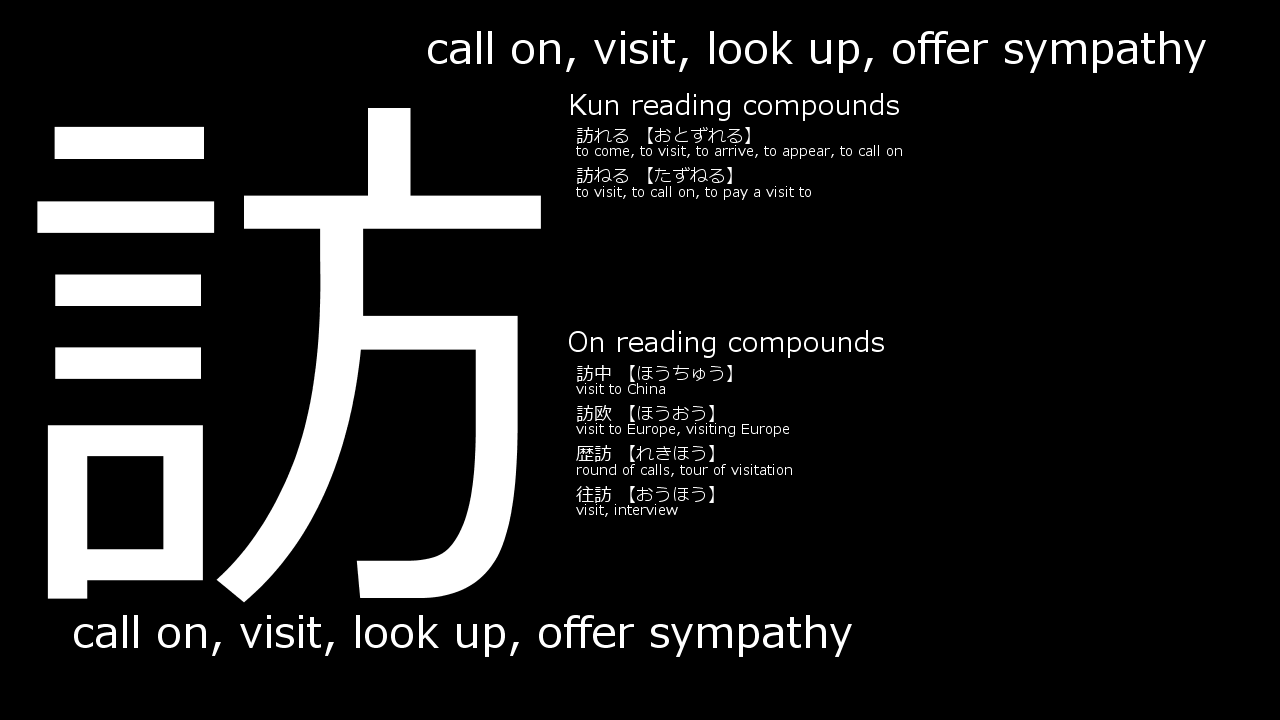 call on, visit, look up, offer sympathy
訪
Kun reading compounds
訪れる 【おとずれる】
to come, to visit, to arrive, to appear, to call on
訪ねる 【たずねる】
to visit, to call on, to pay a visit to
On reading compounds
訪中 【ほうちゅう】
visit to China
訪欧 【ほうおう】
visit to Europe, visiting Europe
歴訪 【れきほう】
round of calls, tour of visitation
往訪 【おうほう】
visit, interview
call on, visit, look up, offer sympathy